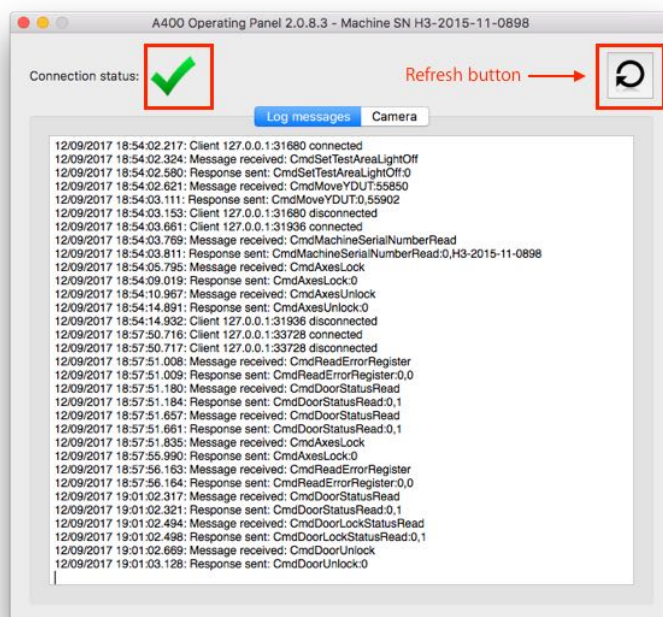 A400 Operating Panel 2.0.8.3 - Machine SN H3-2015-11-0898
Connection status:
Refresh button
Log messages
Camera
12/09/2017 18:54:02.217: Client 127.0.0.1:31680 connected
12/09/2017 18:54:02.324: Message received: CmdSetTestAreaLightOff
12/09/2017 18:54:02.580: Response sent: CmdSetTestAreaLightOff:0
12/09/2017 18:54:02.621: Message received: CmdMoveYDUT:55850
12/09/2017 18:54:03.111: Response sent: CmdMoveYDUT:0,55902
12/09/2017 18:54:03.153: Client 127.0.0.1:31680 disconnected
12/09/2017 18:54:03.661: Client 127.0.0.1:31936 connected
12/09/2017 18:54:03.769: Message received: CmdMachineSerialNumberRead
12/09/2017 18:54:03.811: Response sent: CmdMachineSerialNumberRead:0,H3-2015-11-0898
12/09/2017 18:54:05.795: Message received: CmdAxesLock
12/09/2017 18:54:09.019: Response sent: CmdAxesLock:0
12/09/2017 18:54:10.967: Message received: CmdAxesUnlock
12/09/2017 18:54:14.891: Response sent: CmdAxesUnlock:0
12/09/2017 18:54:14.932: Client 127.0.0.1:31936 disconnected
12/09/2017 18:57:50.716: Client 127.0.0.1:33728 connected
12/09/2017 18:57:50.717: Client 127.0.0.1:33728 disconnected
12/09/2017 18:57:51.008: Message received: CmdReadErrorRegister
12/09/2017 18:57:51.009: Response sent: CmdReadErrorRegister:0,0
12/09/2017 18:57:51.180: Message received: CmdDoorStatusRead
12/09/2017 18:57:51.184: Response sent: CmdDoorStatusRead:0,1
12/09/2017 18:57:51.657: Message received: CmdDoorStatusRead
12/09/2017 18:57:51.661: Response sent: CmdDoorStatusRead:0,1
12/09/2017 18:57:51.835: Message received: CmdAxesLock
12/09/2017 18:57:55.990: Response sent: CmdAxesLock:0
12/09/2017 18:57:56.163: Message received: CmdReadErrorRegister
12/09/2017 18:57:56.164: Response sent: CmdReadErrorRegister:0,0
12/09/2017 19:01:02.317: Message received: CmdDoorStatusRead
12/09/2017 19:01:02.321: Response sent: CmdDoorStatusRead:0,1
12/09/2017 19:01:02.494: Message received: CmdDoorLockStatusRead
12/09/2017 19:01:02.498: Response sent: CmdDoorLockStatusRead:0,1
12/09/2017 19:01:02.669: Message received: CmdDoorUnlock
12/09/2017 19:01:03.128: Response sent: CmdDoorUnlock:0